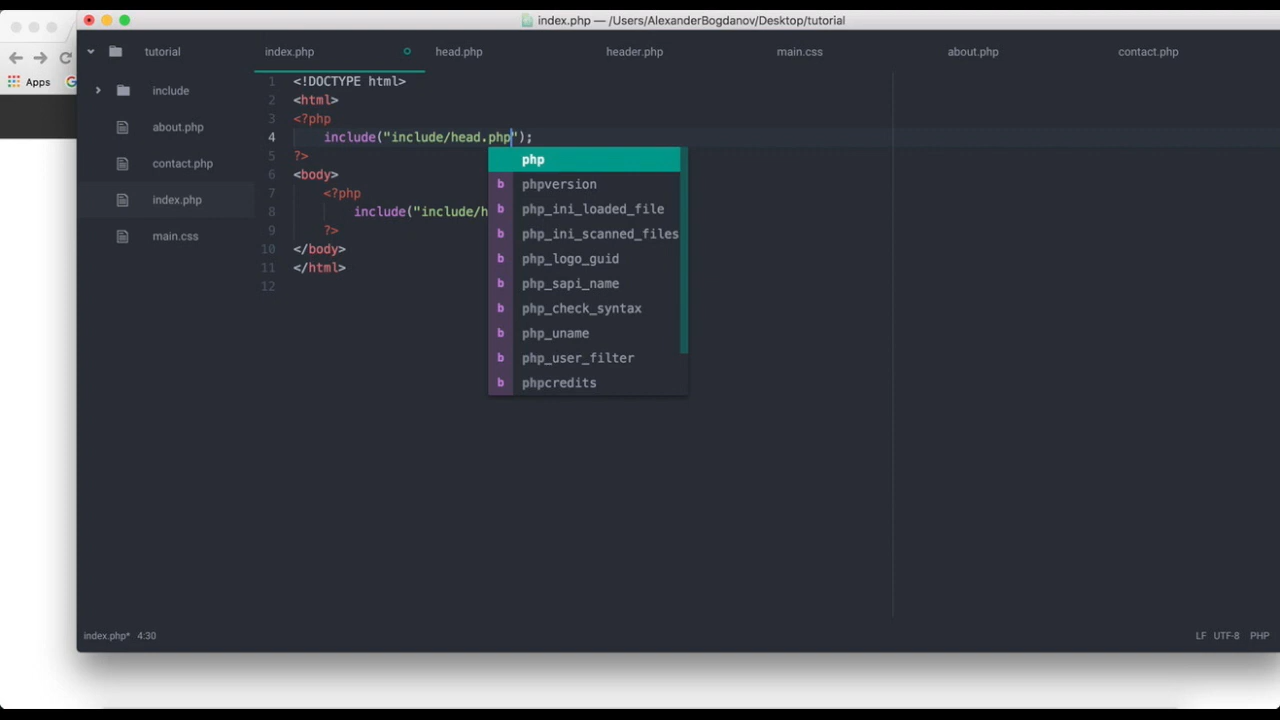 index.php — /Users/AlexanderBogdanov/Desktop/tutorial
tutorial
index.php
head.php
header.php
main.css
about.php
contact.php
Apps
include
about.php
contact.php
index.php
main.css
1 <!DOCTYPE html>
2 <html>
3 <?php
4 include("include/head.php");
5 ?>
6 <body>
7 <?php
8 include("include/h
9 ?>
10 </body>
11 </html>
12
php
b phpversion
b php_ini_loaded_file
b php_ini_scanned_files
b php_logo_guid
b php_sapi_name
b php_check_syntax
b php_uname
b php_user_filter
b phpcredits
index.php* 4:30
LF UTF-8 PHP